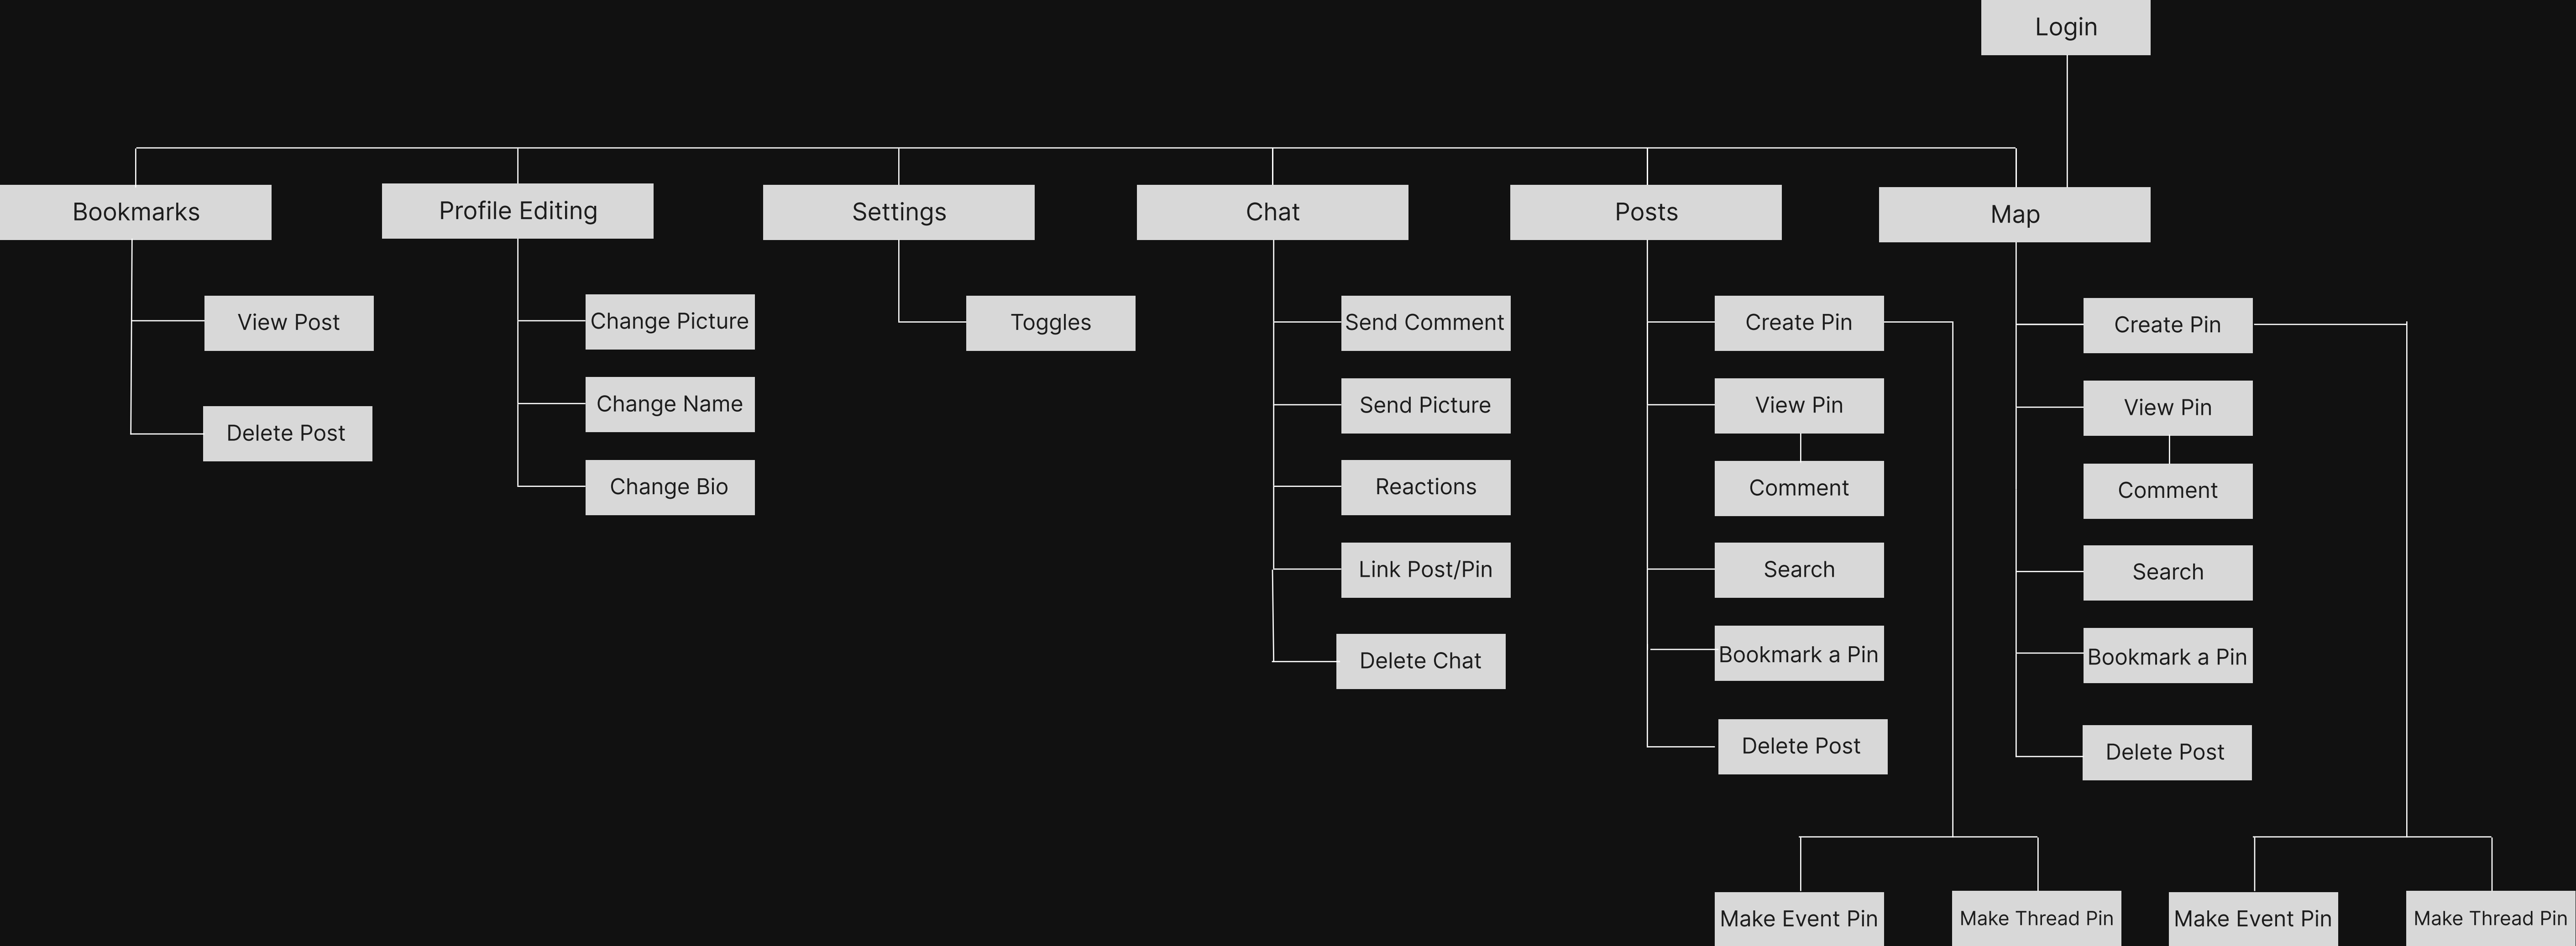 Login
Bookmarks
Profile Editing
Settings
Chat
Posts
Map
View Post
Delete Post
Change Picture
Change Name
Change Bio
Toggles
Send Comment
Send Picture
Reactions
Link Post/Pin
Delete Chat
Create Pin
View Pin
Comment
Search
Bookmark a Pin
Delete Post
Make Event Pin
Make Thread Pin
Create Pin
View Pin
Comment
Search
Bookmark a Pin
Delete Post
Make Event Pin
Make Thread Pin